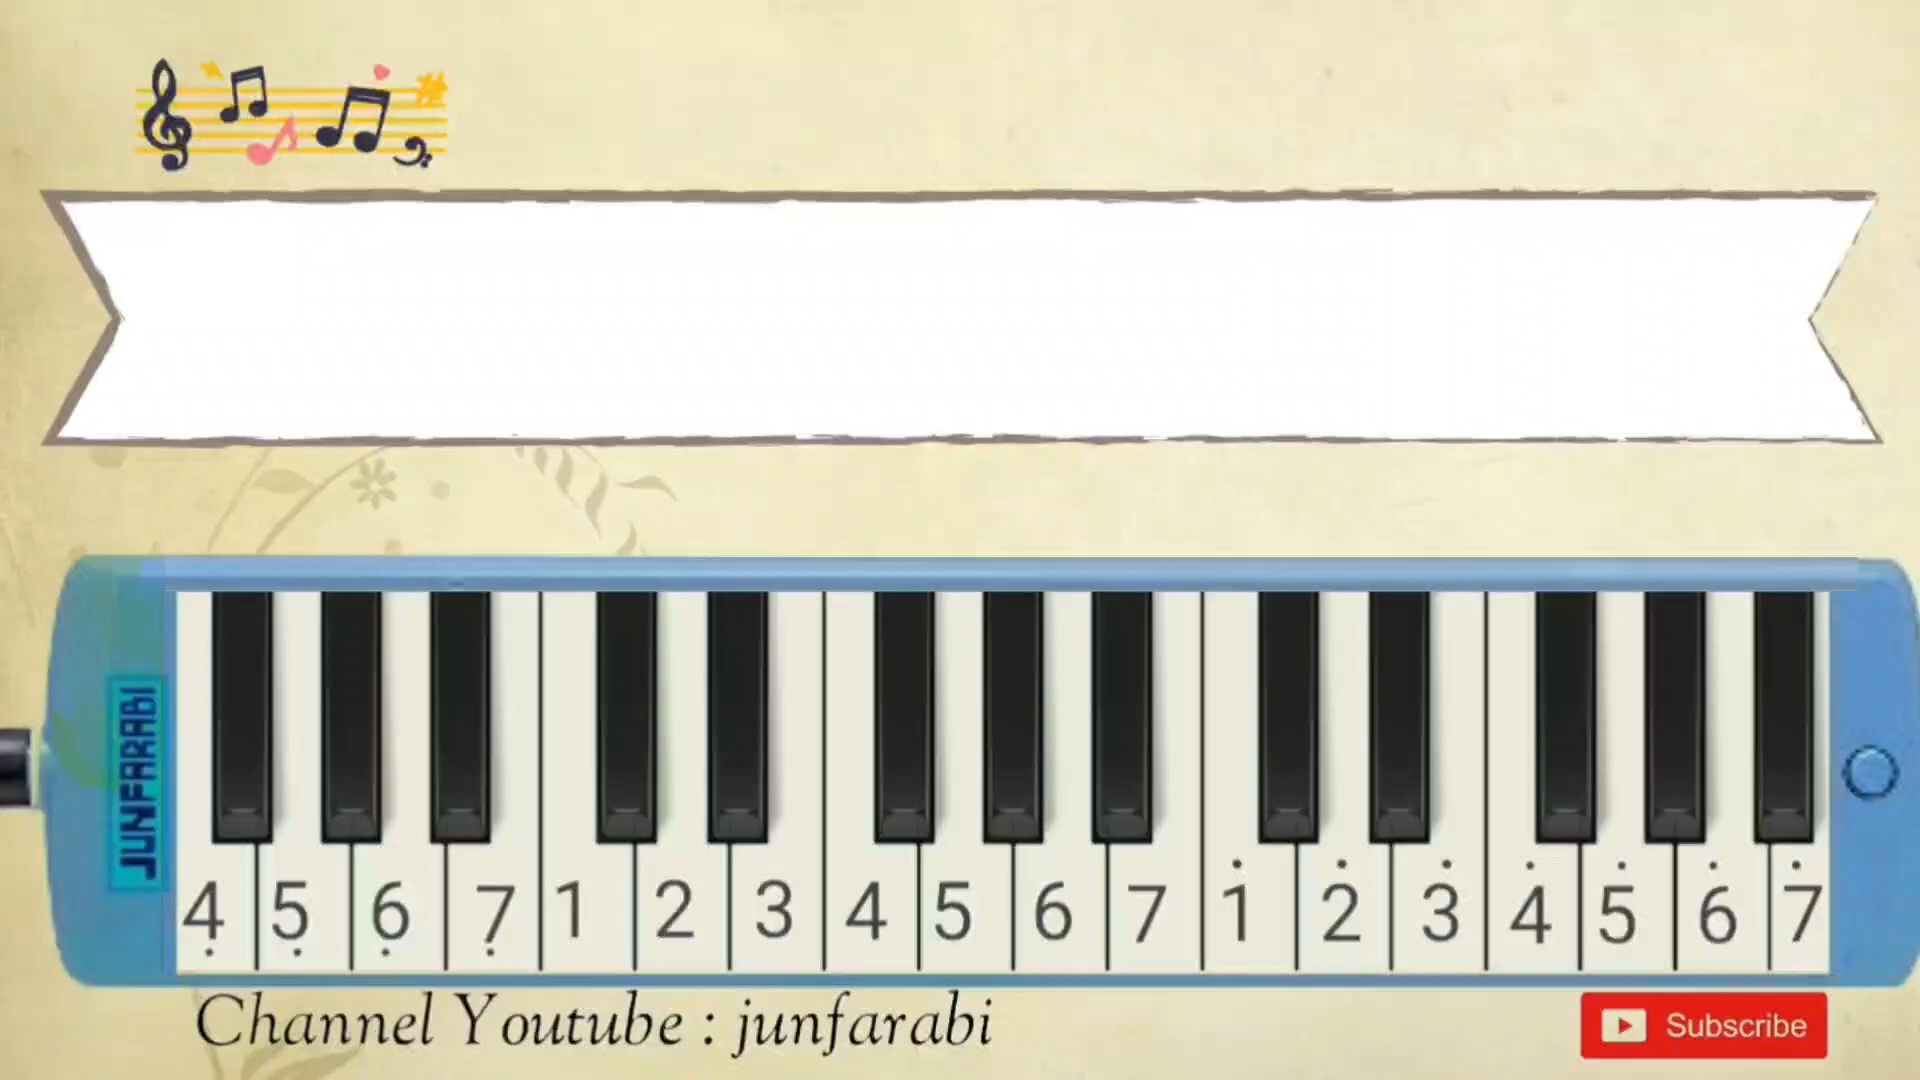 JUNFARABI
4̣ 5̣ 6̣ 7̣ 1 2 3 4 5 6 7 1̇ 2̇ 3̇ 4̇ 5̇ 6̇ 7̇
Channel Youtube : junfarabi
Subscribe